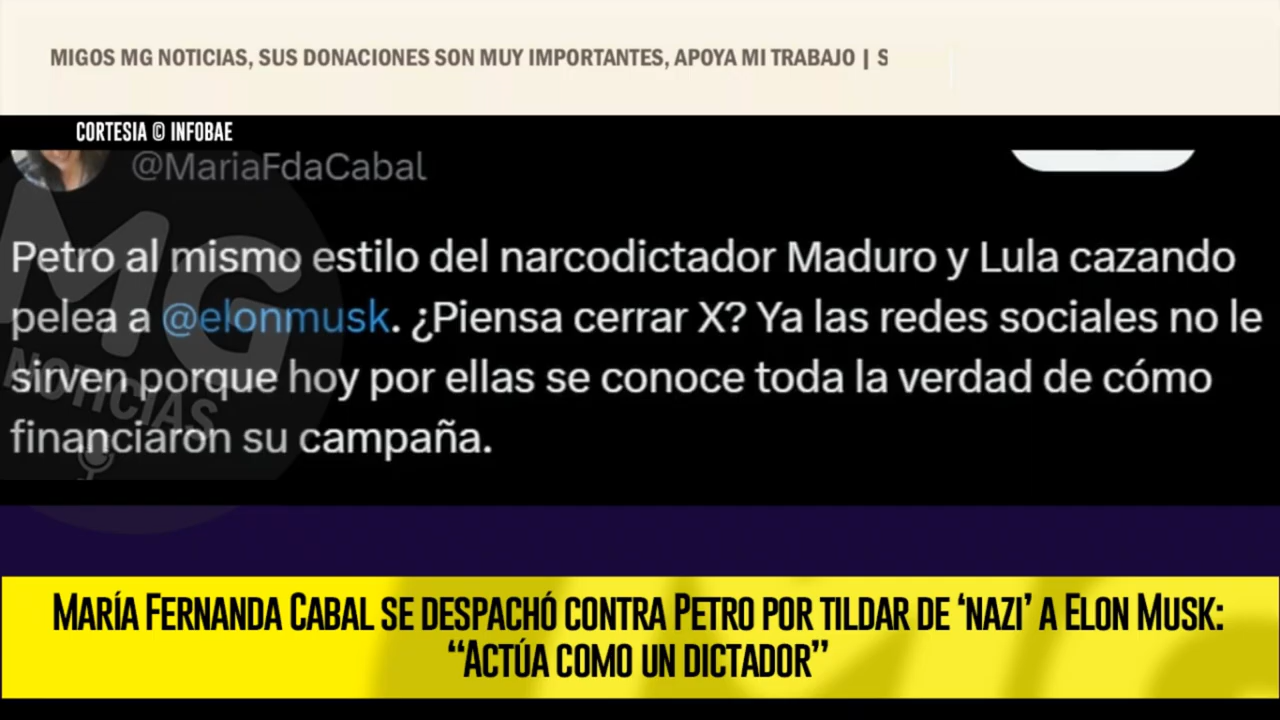 MIGOS MG NOTICIAS, SUS DONACIONES SON MUY IMPORTANTES, APOYA MI TRABAJO | S
CORTESIA © INFOBAE
@MariaFdaCabal
Petro al mismo estilo del narcodictador Maduro y Lula cazando
pelea a @elonmusk. ¿Piensa cerrar X? Ya las redes sociales no le
sirven porque hoy por ellas se conoce toda la verdad de cómo
financiaron su campaña.
MG
NOTICIAS
MARÍA FERNANDA CABAL SE DESPACHÓ CONTRA PETRO POR TILDAR DE ‘NAZI’ A ELON MUSK:
“ACTÚA COMO UN DICTADOR”